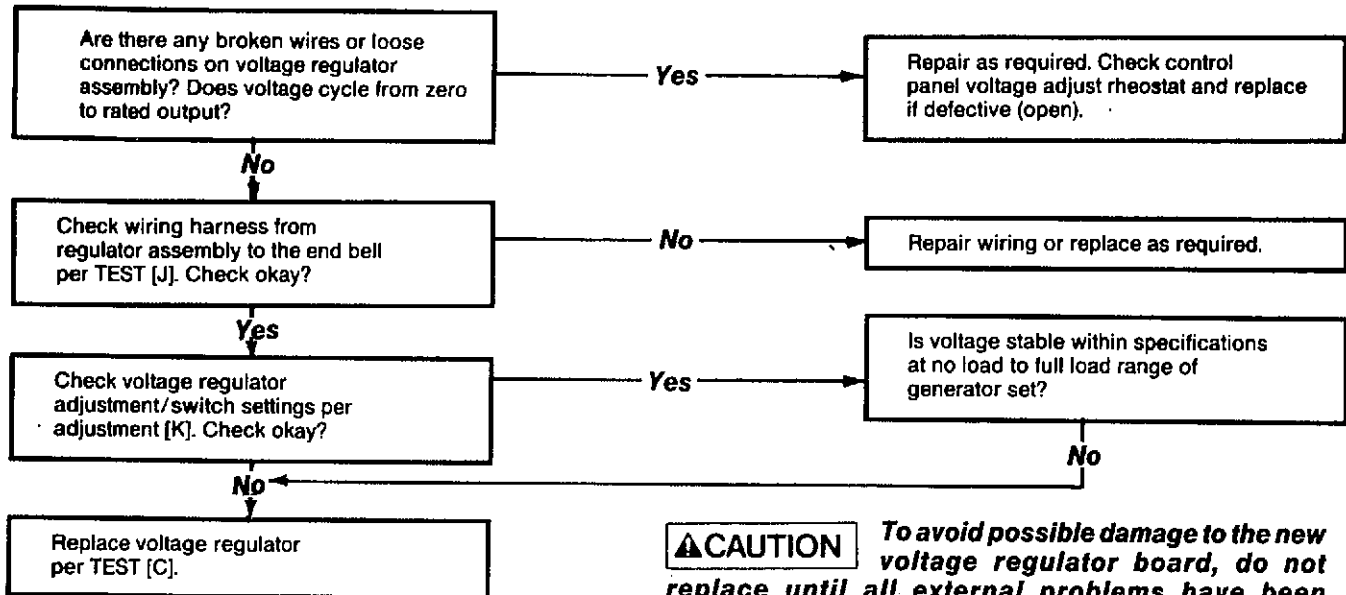 Are there any broken wires or loose
connections on voltage regulator
assembly? Does voltage cycle from zero
to rated output?
Yes
Repair as required. Check control
panel voltage adjust rheostat and replace
if defective (open).
No
Check wiring harness from
regulator assembly to the end bell
per TEST [J]. Check okay?
No
Repair wiring or replace as required.
Yes
Check voltage regulator
adjustment/switch settings per
adjustment [K]. Check okay?
Yes
Is voltage stable within specifications
at no load to full load range of
generator set?
No
No
Replace voltage regulator
per TEST [C].
CAUTION To avoid possible damage to the new
voltage regulator board, do not
replace until all external problems have been